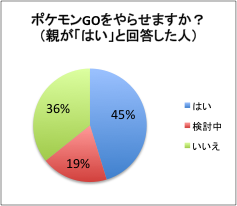 ポケモンGOをやらせますか？
（親が「はい」と回答した人）
36%
45%
19%
はい
検討中
いいえ